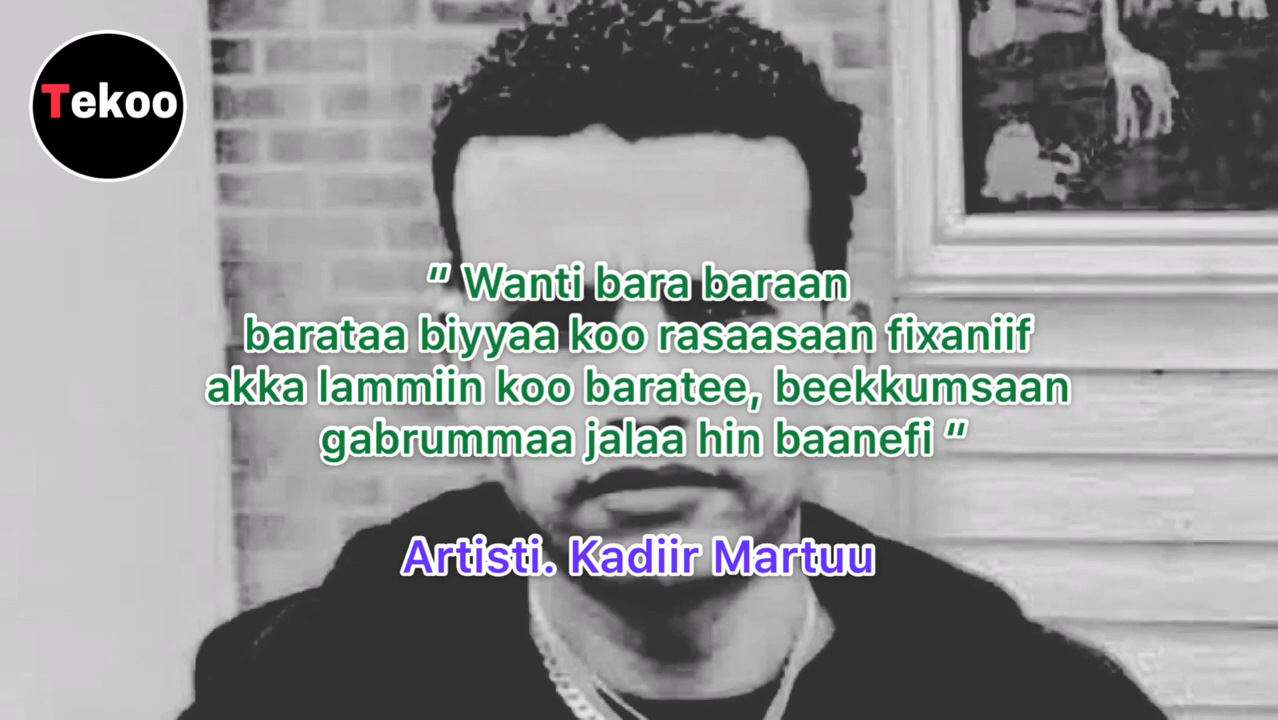 Tekoo
“ Wanti bara baraan
barataa biyyaa koo rasaasaan fixaniif
akka lammiin koo baratee, beekkumsaan
gabrummaa jalaa hin baanefi “
Artisti. Kadiir Martuu